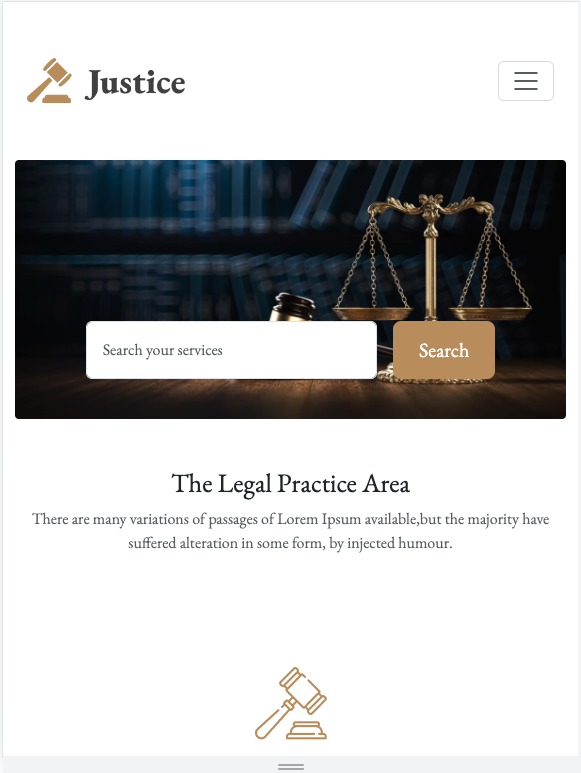 Justice
Search your services
Search
The Legal Practice Area
There are many variations of passages of Lorem Ipsum available,but the majority have
suffered alteration in some form, by injected humour.